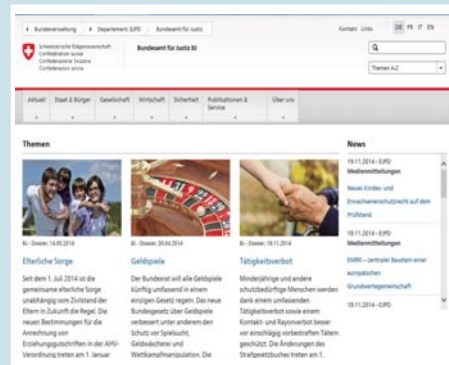 Bundesverwaltung Departement: EJPD Bundesamt für Justiz
Kontakt Links DE FR IT EN
Schweizerische Eidgenossenschaft
Confédération suisse
Confederazione Svizzera
Confederaziun svizra
Bundesamt für Justiz BJ
Themen A-Z
Aktuell Staat & Bürger Gesellschaft Wirtschaft Sicherheit Publikationen & Service Über uns
Themen
BJ - Dossier, 14.05.2014
Elterliche Sorge
Seit dem 1. Juli 2014 ist die
gemeinsame elterliche Sorge
unabhängig vom Zivilstand der
Eltern in Zukunft die Regel. Die
neuen Bestimmungen für die
Anrechnung von
Erziehungsgutschriften in der AHV-
Verordnung treten am 1. Januar
BJ - Dossier, 30.04.2014
Geldspiele
Der Bundesrat will alle Geldspiele
künftig umfassend in einem
einzigen Gesetz regeln. Das neue
Bundesgesetz über Geldspiele
verbessert unter anderem den
Schutz vor Spielsucht,
Geldwäscherei und
Wettkampfmanipulation. Die
BJ - Dossier, 19.11.2014
Tätigkeitsverbot
Minderjährige und andere
schutzbedürftige Menschen werden
dank einem umfassenden
Tätigkeitsverbot sowie einem
Kontakt- und Rayonverbot besser
vor einschlägig vorbestraften Tätern
geschützt. Die Änderungen des
Strafgesetzbuches treten am 1.
News
19.11.2014 - EJPD
Medienmitteilungen
Neues Kindes- und
Erwachsenenschutzrecht auf dem
Prüfstand
19.11.2014 - EJPD
Medienmitteilungen
EMRK – zentraler Baustein einer
europäischen
Grundwertegemeinschaft
19.11.2014 - EJPD